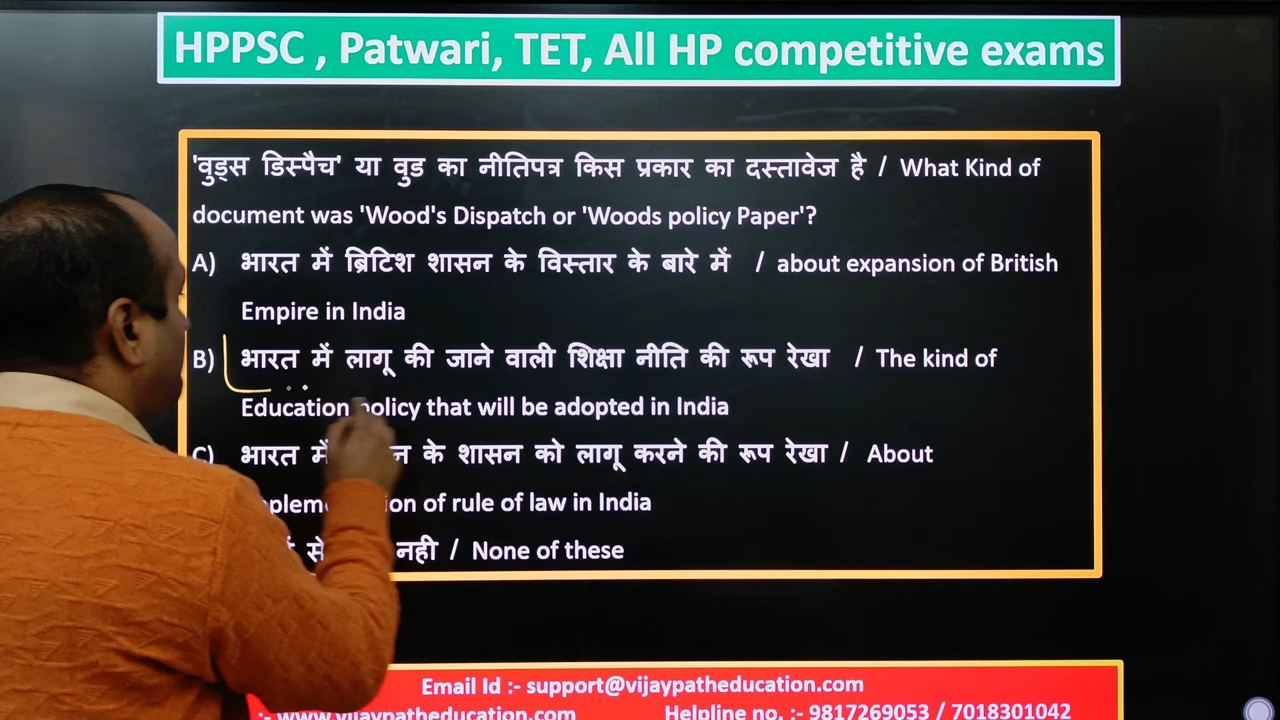 HPPSC , Patwari, TET, All HP competitive exams
'वुड्स डिस्पैच' या वुड का नीतिपत्र किस प्रकार का दस्तावेज है / What Kind of
document was 'Wood's Dispatch or 'Woods policy Paper'?
A) भारत में ब्रिटिश शासन के विस्तार के बारे में / about expansion of British
Empire in India
B) भारत में लागू की जाने वाली शिक्षा नीति की रूप रेखा / The kind of
Education policy that will be adopted in India
C) भारत के शासन को लागू करने की रूप रेखा / About
of rule of law in India
से नही / None of these
Email Id :- support@vijaypatheducation.com
:- www.vijaypatheducation.com Helpline no. :- 9817269053 / 7018301042